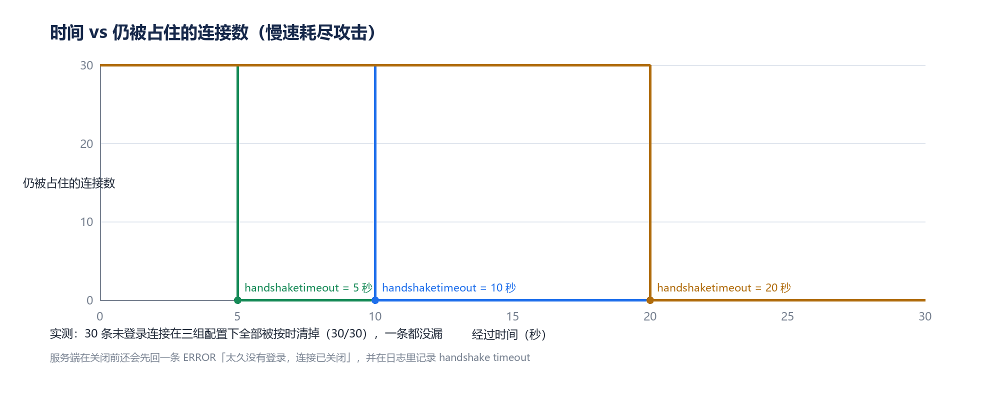 时间 vs 仍被占住的连接数（慢速耗尽攻击）
30
20
仍被占住的连接数
10
handshaketimeout = 5 秒
handshaketimeout = 10 秒
handshaketimeout = 20 秒
0
0 5 10 15 20 25 30
实测：30 条未登录连接在三组配置下全部被按时清掉（30/30），一条都没漏
经过时间（秒）
服务端在关闭前还会先回一条 ERROR「太久没有登录，连接已关闭」，并在日志里记录 handshake timeout